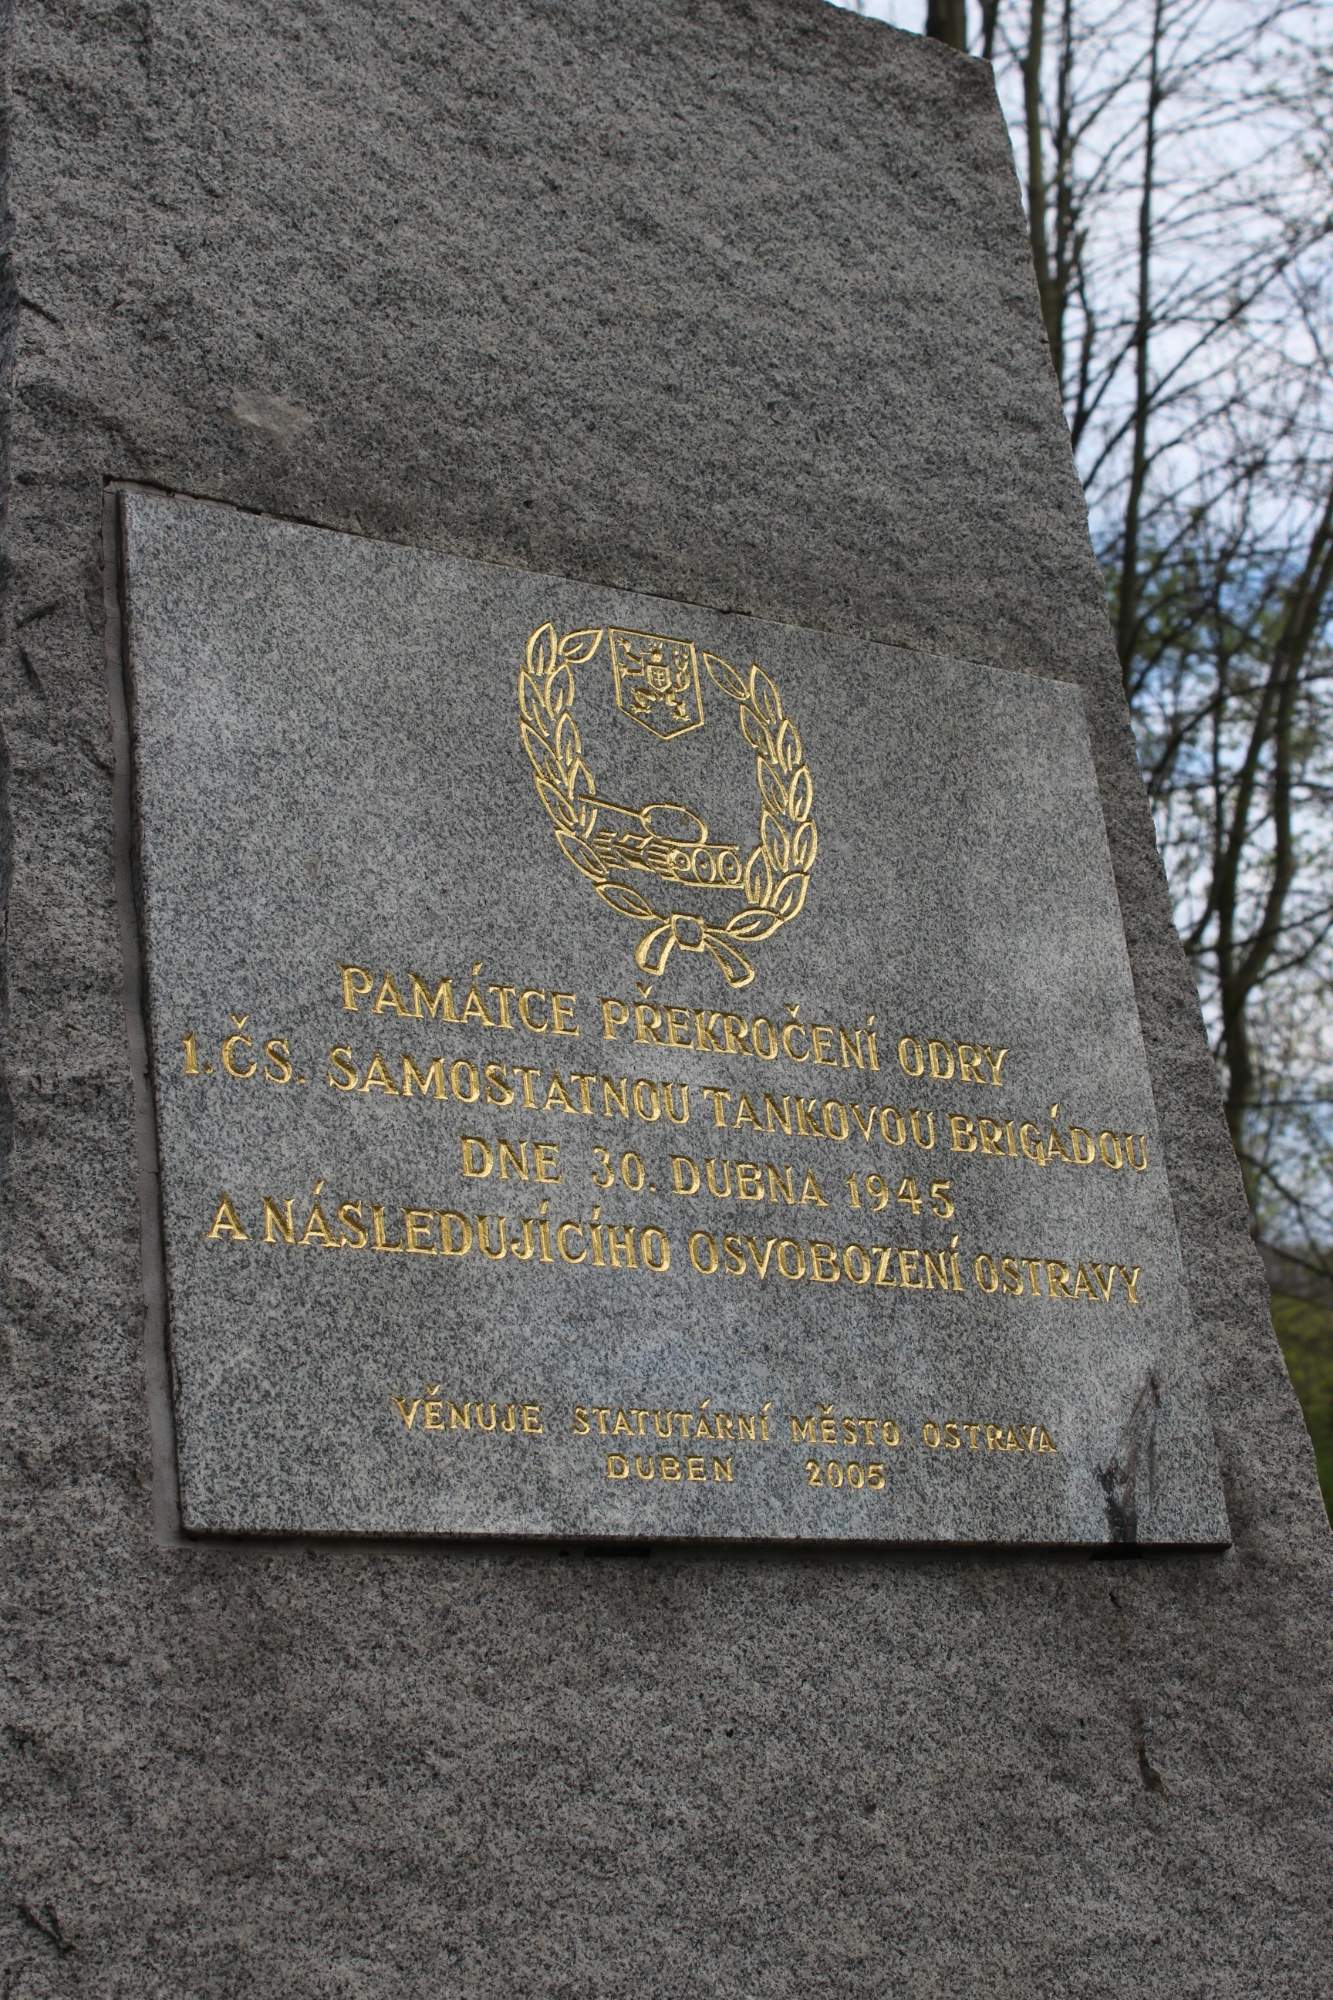 PAMÁTCE PŘEKROČENÍ ODRY
1. ČS. SAMOSTATNOU TANKOVOU BRIGÁDOU
DNE 30. DUBNA 1945
A NÁSLEDUJÍCÍHO OSVOBOZENÍ OSTRAVY
VĚNUJE STATUTÁRNÍ MĚSTO OSTRAVA
DUBEN 2005